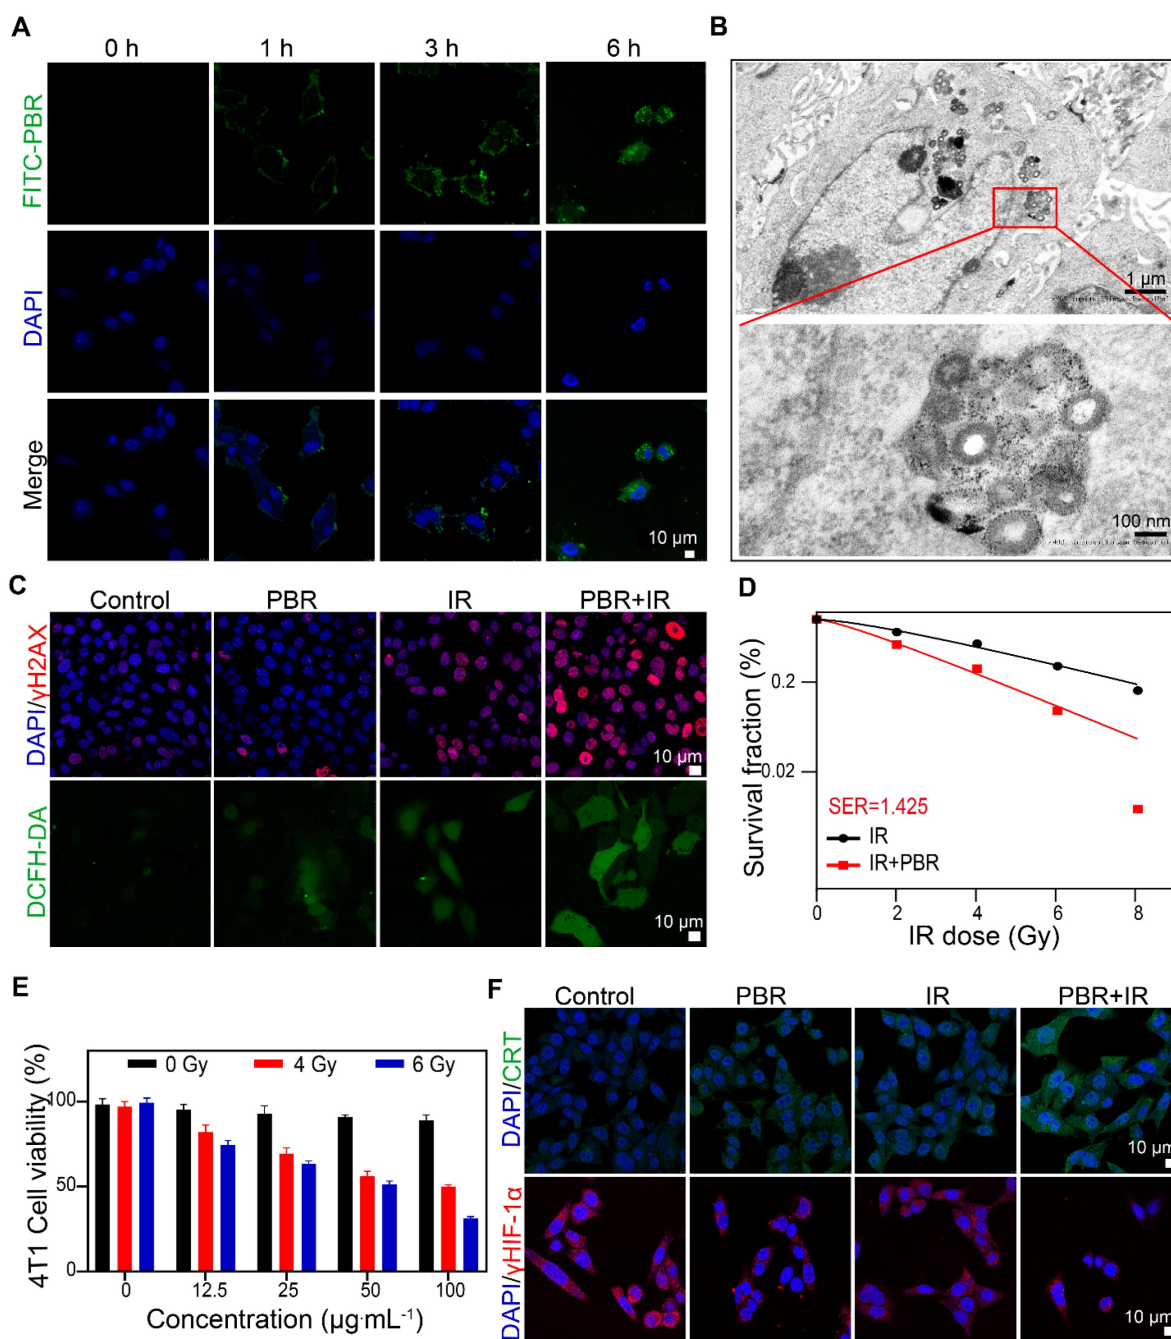 A
0 h 1 h 3 h 6 h
FITC-PBR
DAPI
Merge
10 μm
B
1 μm
100 nm
C
Control PBR IR PBR+IR
DAPI/γH2AX
10 μm
DCFH-DA
10 μm
D
Survival fraction (%)
0.2
0.02
SER=1.425
IR
IR+PBR
0 2 4 6 8
IR dose (Gy)
E
4T1 Cell viability (%)
0 Gy 4 Gy 6 Gy
100
50
0
0 12.5 25 50 100
Concentration (μg·mL⁻¹)
F
Control PBR IR PBR+IR
DAPI/CRT
10 μm
DAPI/γHIF-1α
10 μm